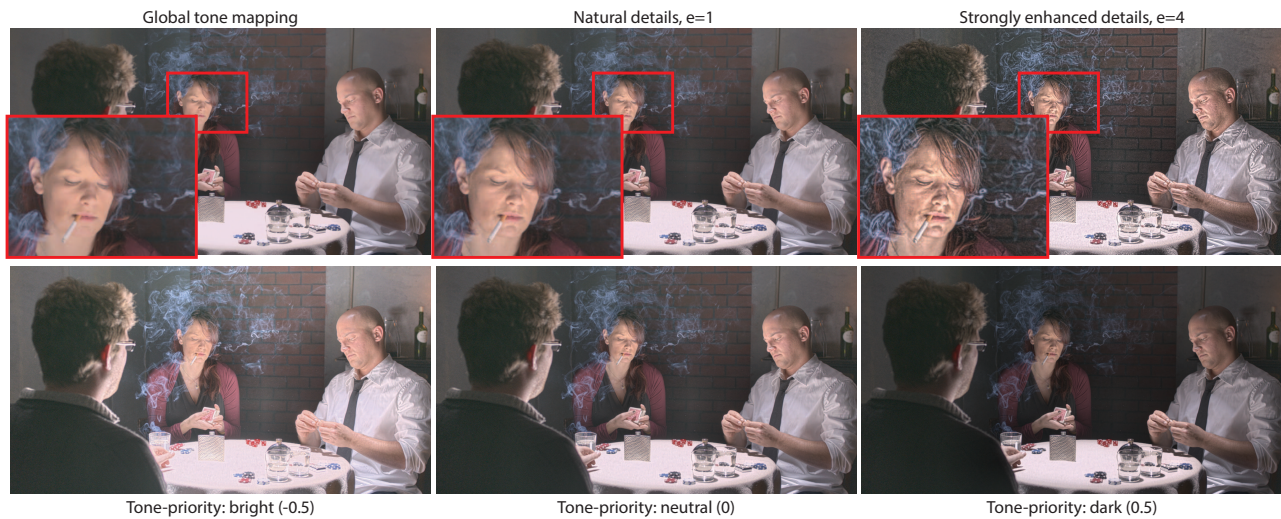 Global tone mapping
Natural details, e=1
Strongly enhanced details, e=4
Tone-priority: bright (-0.5)
Tone-priority: neutral (0)
Tone-priority: dark (0.5)